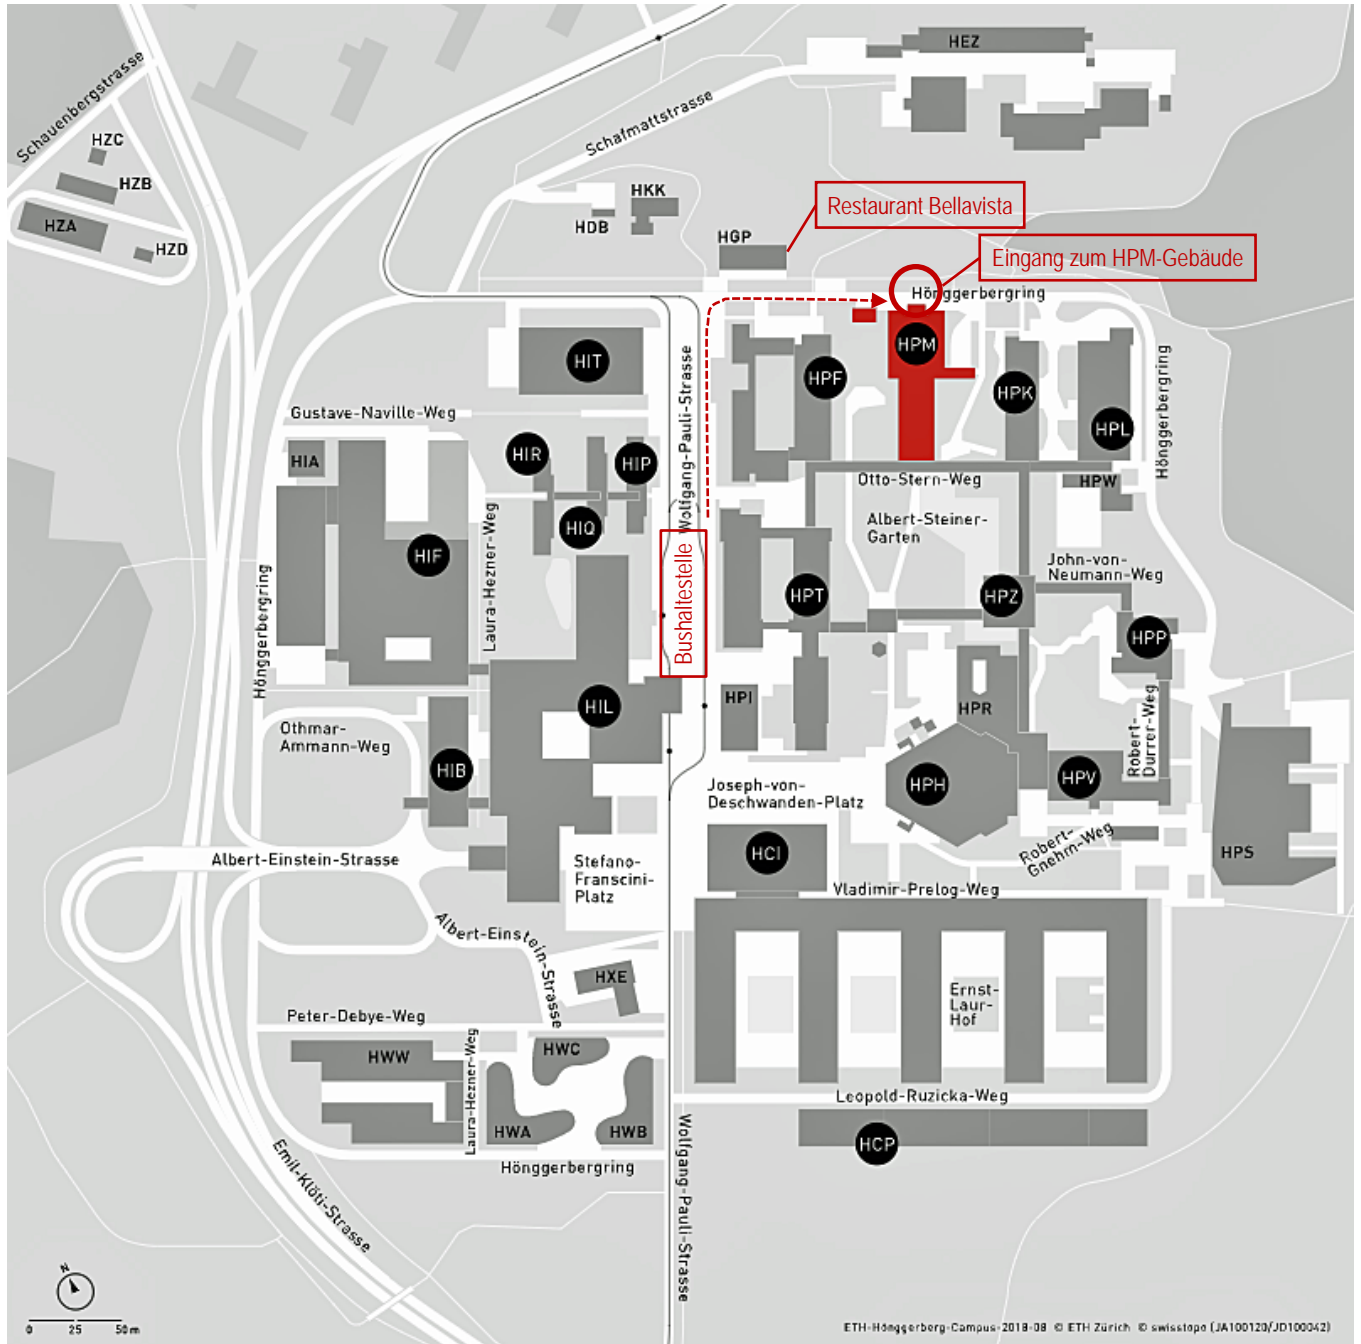 HEZ
Schauenbergstrasse
Schafmattstrasse
HZC
HZB
HZA
HZD
HKK
HDB
HGP
Restaurant Bellavista
Eingang zum HPM-Gebäude
Hönggerbergring
HIT
HPM
HPF
HPK
HPL
Wolfgang-Pauli-Strasse
Hönggerbergring
Gustave-Naville-Weg
HIA
HIR
HIP
HIQ
HIF
Laura-Hezner-Weg
Hönggerbergring
Otto-Stern-Weg
HPW
Albert-Steiner-
Garten
John-von-
Neumann-Weg
Bushaltestelle
HPT
HPZ
HPP
HPI
HPR
HIL
Othmar-
Ammann-Weg
HIB
Robert-
Durrer-Weg
HPH
HPV
Joseph-von-
Deschwanden-Platz
Robert-
Gnehm-Weg
HPS
HCI
Albert-Einstein-Strasse
Stefano-
Franscini-
Platz
Vladimir-Prelog-Weg
Albert-Einstein-Strasse
HXE
Ernst-
Laur-
Hof
Peter-Debye-Weg
HWW
Laura-Hezner-Weg
HWC
HWA
HWB
Leopold-Ruzicka-Weg
HCP
Hönggerbergring
Emil-Klöti-Strasse
Wolfgang-Pauli-Strasse
N
0 25 50m
ETH-Hönggerberg-Campus-2018-08 © ETH Zürich © swisstopo (JA100120/JD100042)